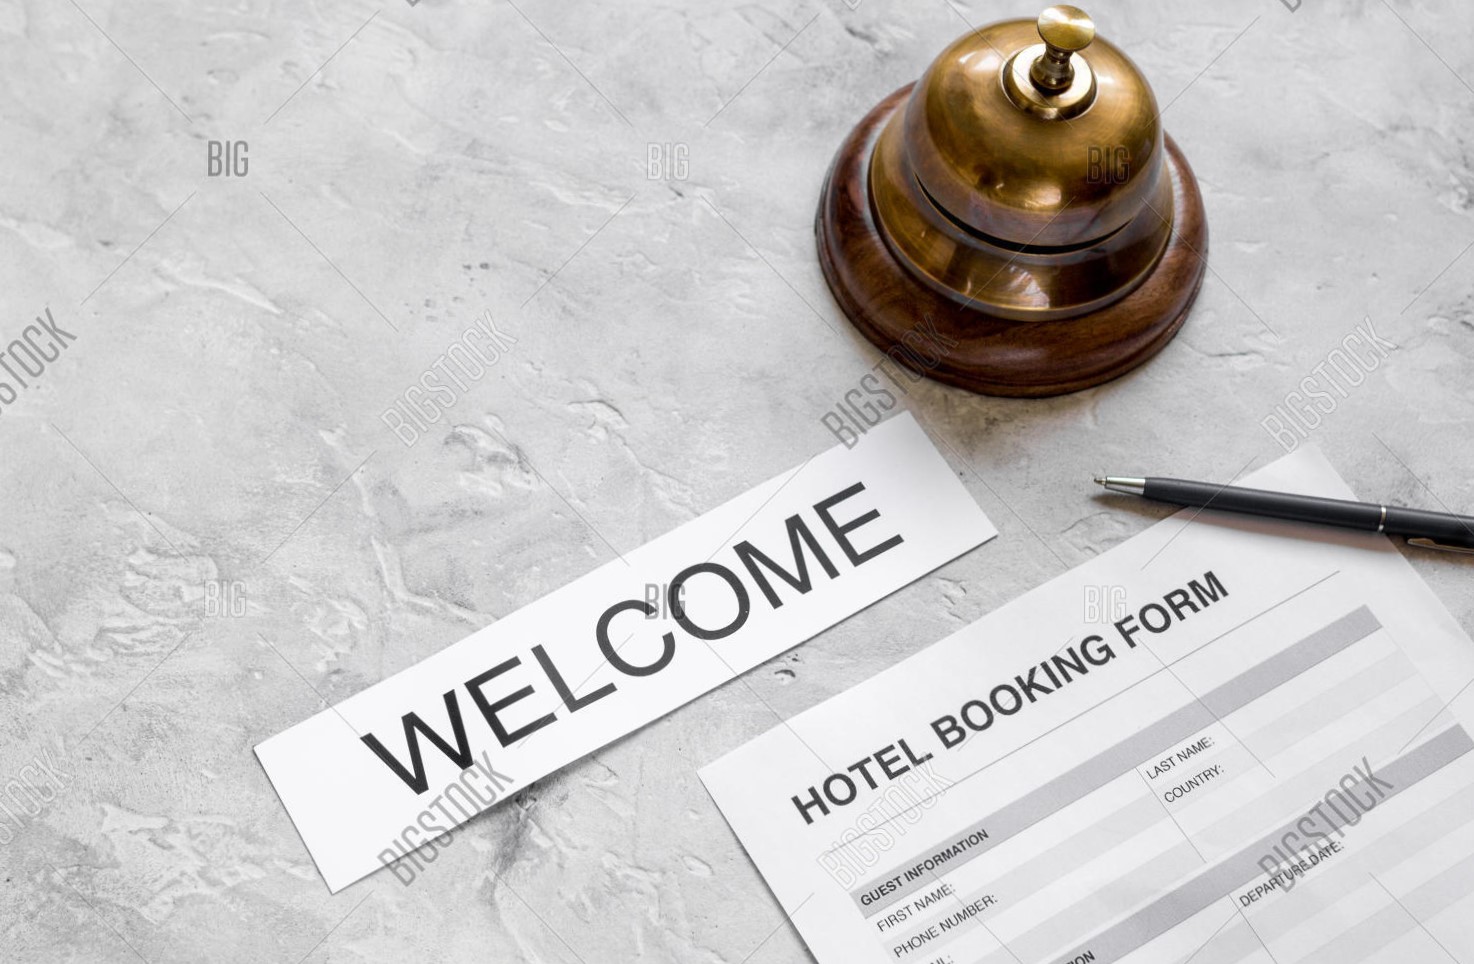 WELCOME
HOTEL BOOKING FORM
GUEST INFORMATION
FIRST NAME:
LAST NAME:
PHONE NUMBER:
COUNTRY:
DEPARTURE DATE:
BIG
BIG
BIG
BIGSTOCK
BIGSTOCK
BIGSTOCK
BIG
BIG
BIG
BIGSTOCK
BIGSTOCK
BIGSTOCK